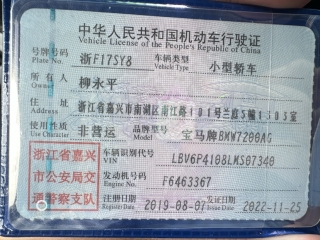 中华人民共和国机动车行驶证
Vehicle License of the People's Republic of China
号牌号码 Plate No. 浙F17SY8 车辆类型 Vehicle Type 小型轿车
所有人 Owner 柳永平
住址 Address 浙江省嘉兴市南湖区南江路101号兰庭5幢1303室
使用性质 Use Character 非营运 品牌型号 Model 宝马牌BMW7200AG
浙江省嘉兴
市公安局交
通警察支队
车辆识别代号 VIN LBV6P4108LMS07340
发动机号码 Engine No. F6463367
注册日期 Register Date 2019-08-07 发证日期 Issue Date 2022-11-25